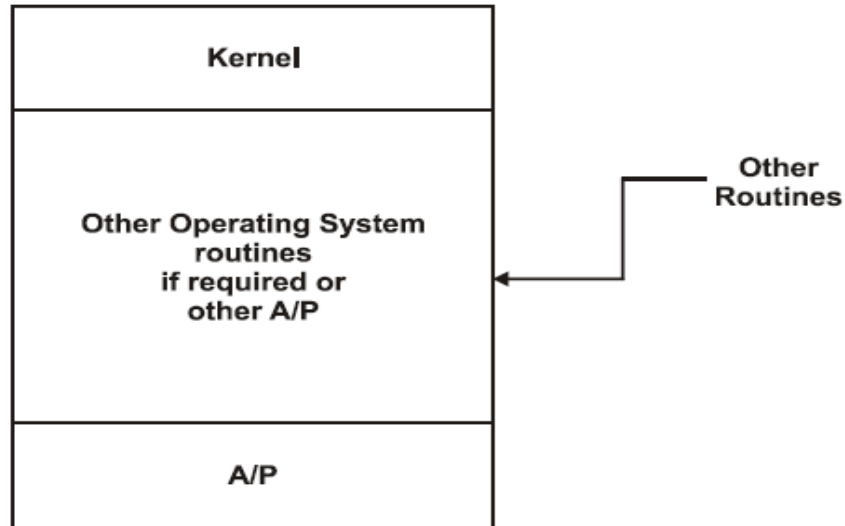 Kernel
Other Operating System
routines
if required or
other A/P
Other
Routines
A/P